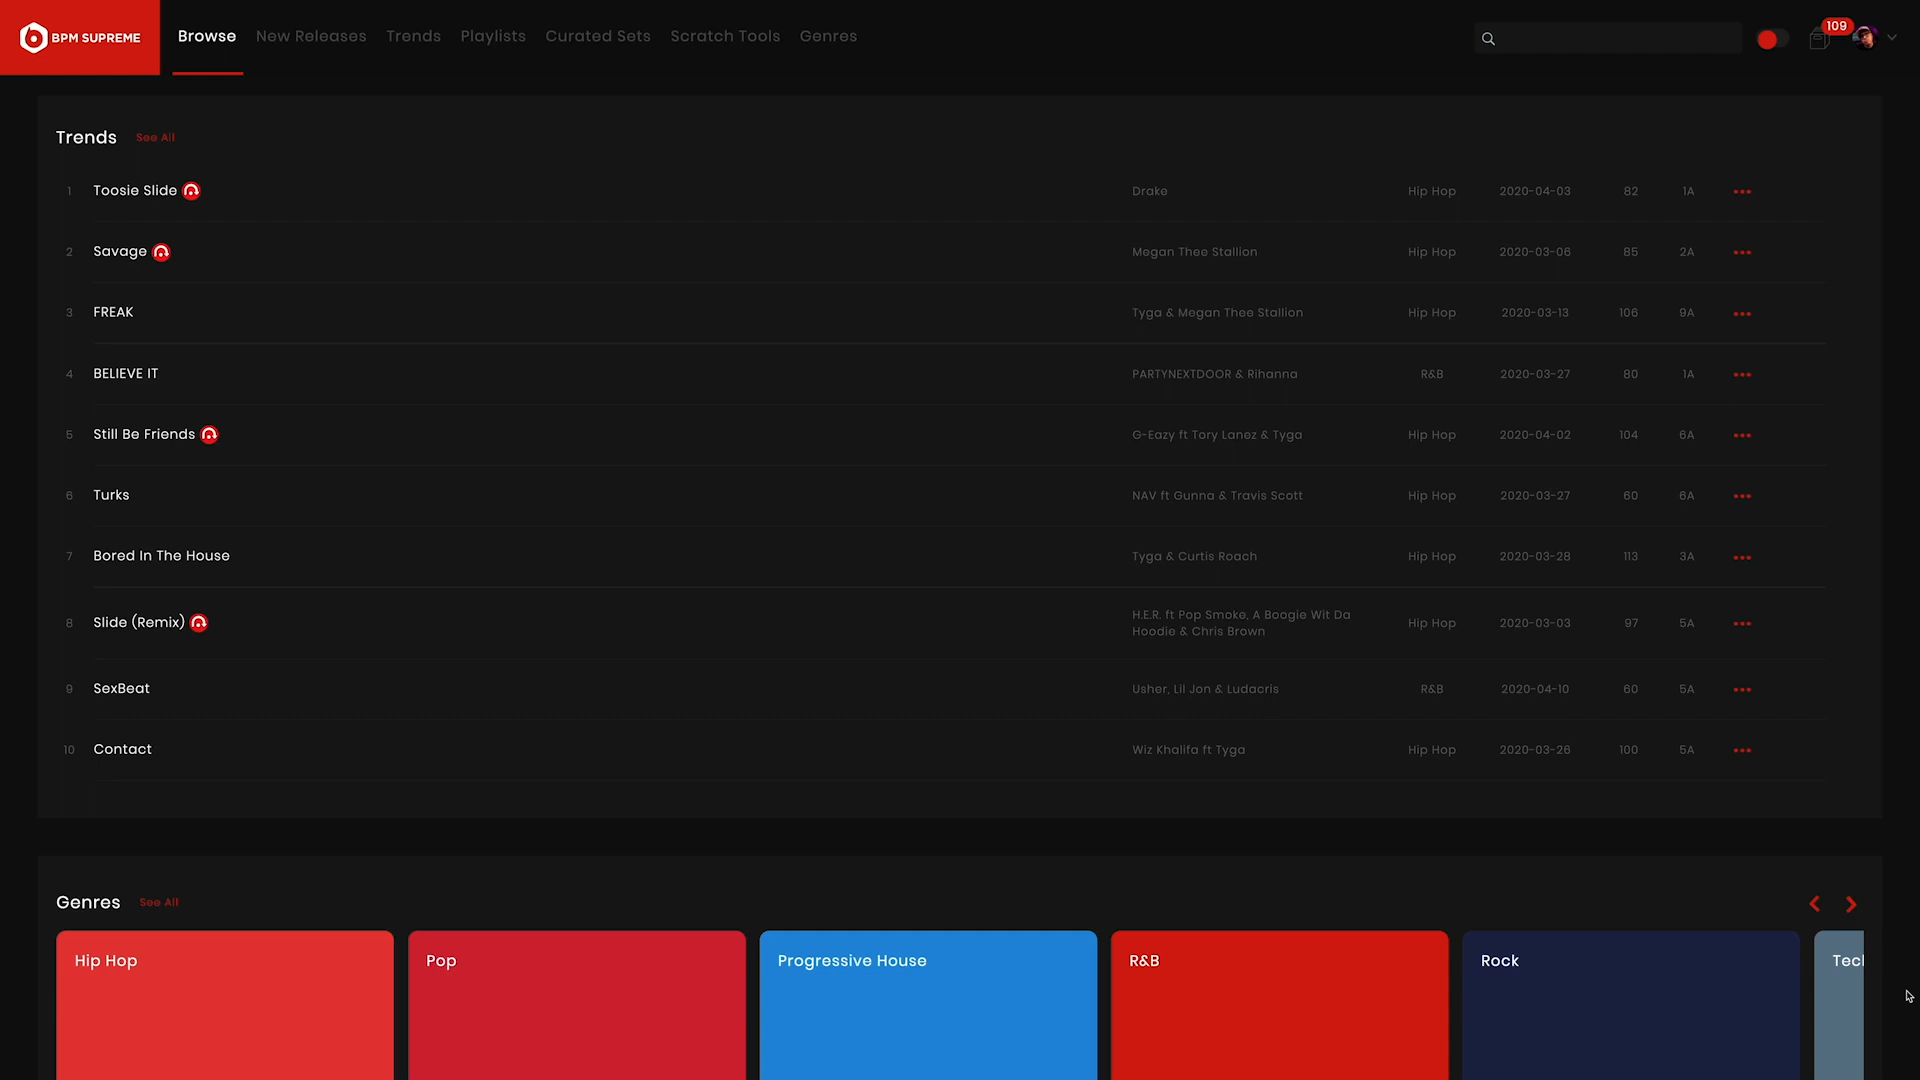 BPM SUPREME
Browse New Releases Trends Playlists Curated Sets Scratch Tools Genres
109
Trends See All
1 Toosie Slide Drake Hip Hop 2020-04-03 82 1A
2 Savage Megan Thee Stallion Hip Hop 2020-03-06 85 2A
3 FREAK Tyga & Megan Thee Stallion Hip Hop 2020-03-13 106 9A
4 BELIEVE IT PARTYNEXTDOOR & Rihanna R&B 2020-03-27 80 1A
5 Still Be Friends G-Eazy ft Tory Lanez & Tyga Hip Hop 2020-04-02 104 6A
6 Turks NAV ft Gunna & Travis Scott Hip Hop 2020-03-27 60 6A
7 Bored In The House Tyga & Curtis Roach Hip Hop 2020-03-28 113 3A
8 Slide (Remix) H.E.R. ft Pop Smoke, A Boogie Wit Da
Hoodie & Chris Brown Hip Hop 2020-03-03 97 5A
9 SexBeat Usher, Lil Jon & Ludacris R&B 2020-04-10 60 5A
10 Contact Wiz Khalifa ft Tyga Hip Hop 2020-03-26 100 5A
Genres See All
Hip Hop Pop Progressive House R&B Rock Tech